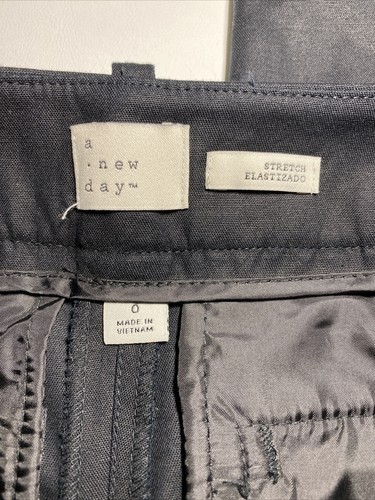 a
· new
day™
STRETCH
ELASTIZADO
0
MADE IN
VIETNAM